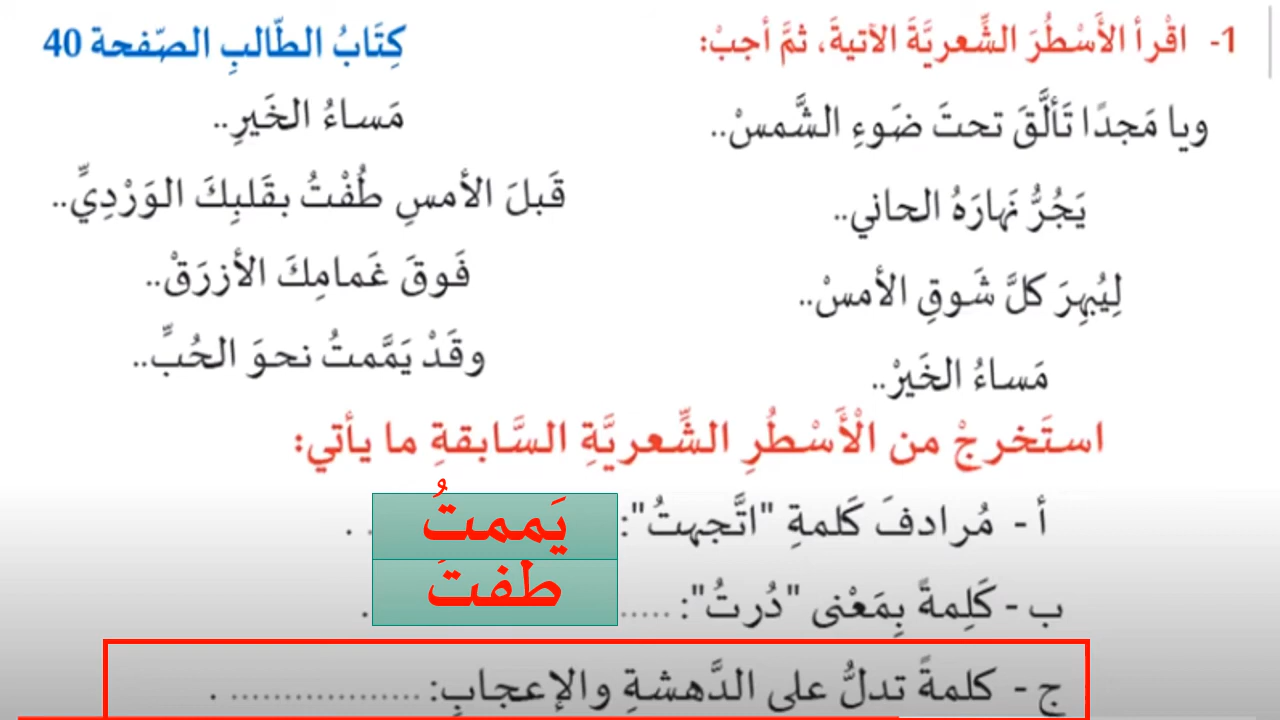 1- اقْرأ الأَسْطُرَ الشِّعريَّةَ الآتيةَ، ثمَّ أجبْ:
كِتَابُ الطّالبِ الصّفحة 40
ويا مَجدًا تَألَّقَ تحتَ ضَوءِ الشَّمسْ..
يَجُرُّ نَهارَهُ الحاني..
لِيُبهِرَ كلَّ شَوقِ الأمسْ..
مَساءُ الخَيرْ..
مَساءُ الخَيرِ..
قَبلَ الأمسِ طُفْتُ بقَلبِكَ الوَرْدِيِّ..
فَوقَ غَمامِكَ الأزرَقْ..
وقَدْ يَمَّمتُ نحوَ الحُبِّ..
استَخرجْ من الْأَسْطُرِ الشِّعريَّةِ السَّابقةِ ما يأتي:
أ - مُرادفَ كَلمةِ "اتَّجهتُ": يَممتُ ..
ب - كَلِمةً بِمَعْنى "دُرتُ": ..... طُفتُ .
ج - كلمةً تدلُّ على الدَّهشةِ والإعجابِ: .................. .